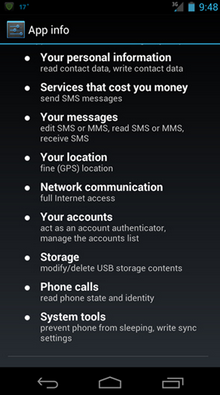 17°
3G
9:48
App info
Your personal information
read contact data, write contact data
Services that cost you money
send SMS messages
Your messages
edit SMS or MMS, read SMS or MMS,
receive SMS
Your location
fine (GPS) location
Network communication
full Internet access
Your accounts
act as an account authenticator,
manage the accounts list
Storage
modify/delete USB storage contents
Phone calls
read phone state and identity
System tools
prevent phone from sleeping, write sync
settings